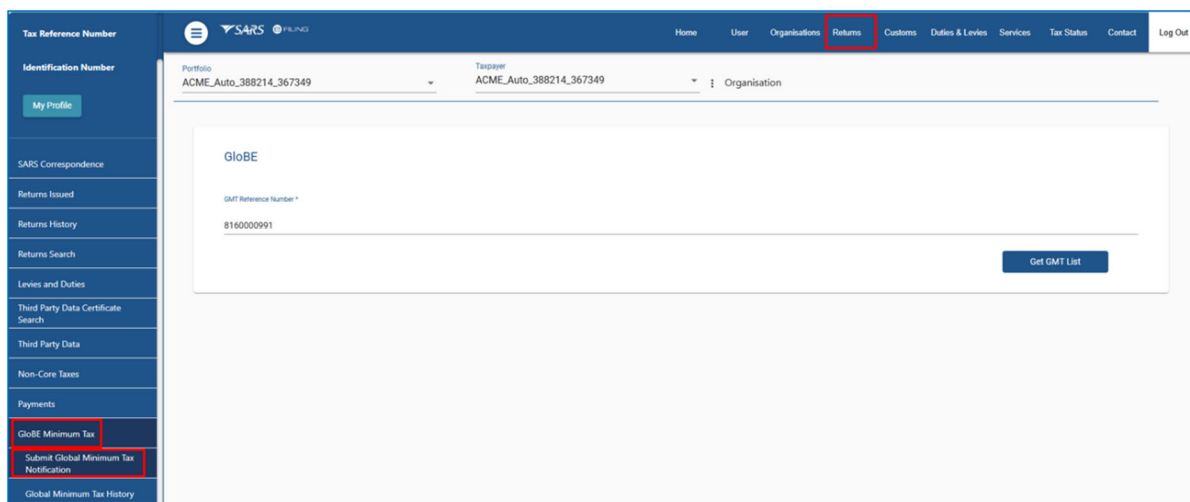 Tax Reference Number
Identification Number
My Profile
SARS Correspondence
Returns Issued
Returns History
Returns Search
Levies and Duties
Third Party Data Certificate
Search
Third Party Data
Non-Core Taxes
Payments
GloBE Minimum Tax
Submit Global Minimum Tax
Notification
Global Minimum Tax History
SARS eFILING
Home User Organisations Returns Customs Duties & Levies Services Tax Status Contact Log Out
Portfolio
ACME_Auto_388214_367349
Taxpayer
ACME_Auto_388214_367349
Organisation
GloBE
GMT Reference Number *
8160000991
Get GMT List